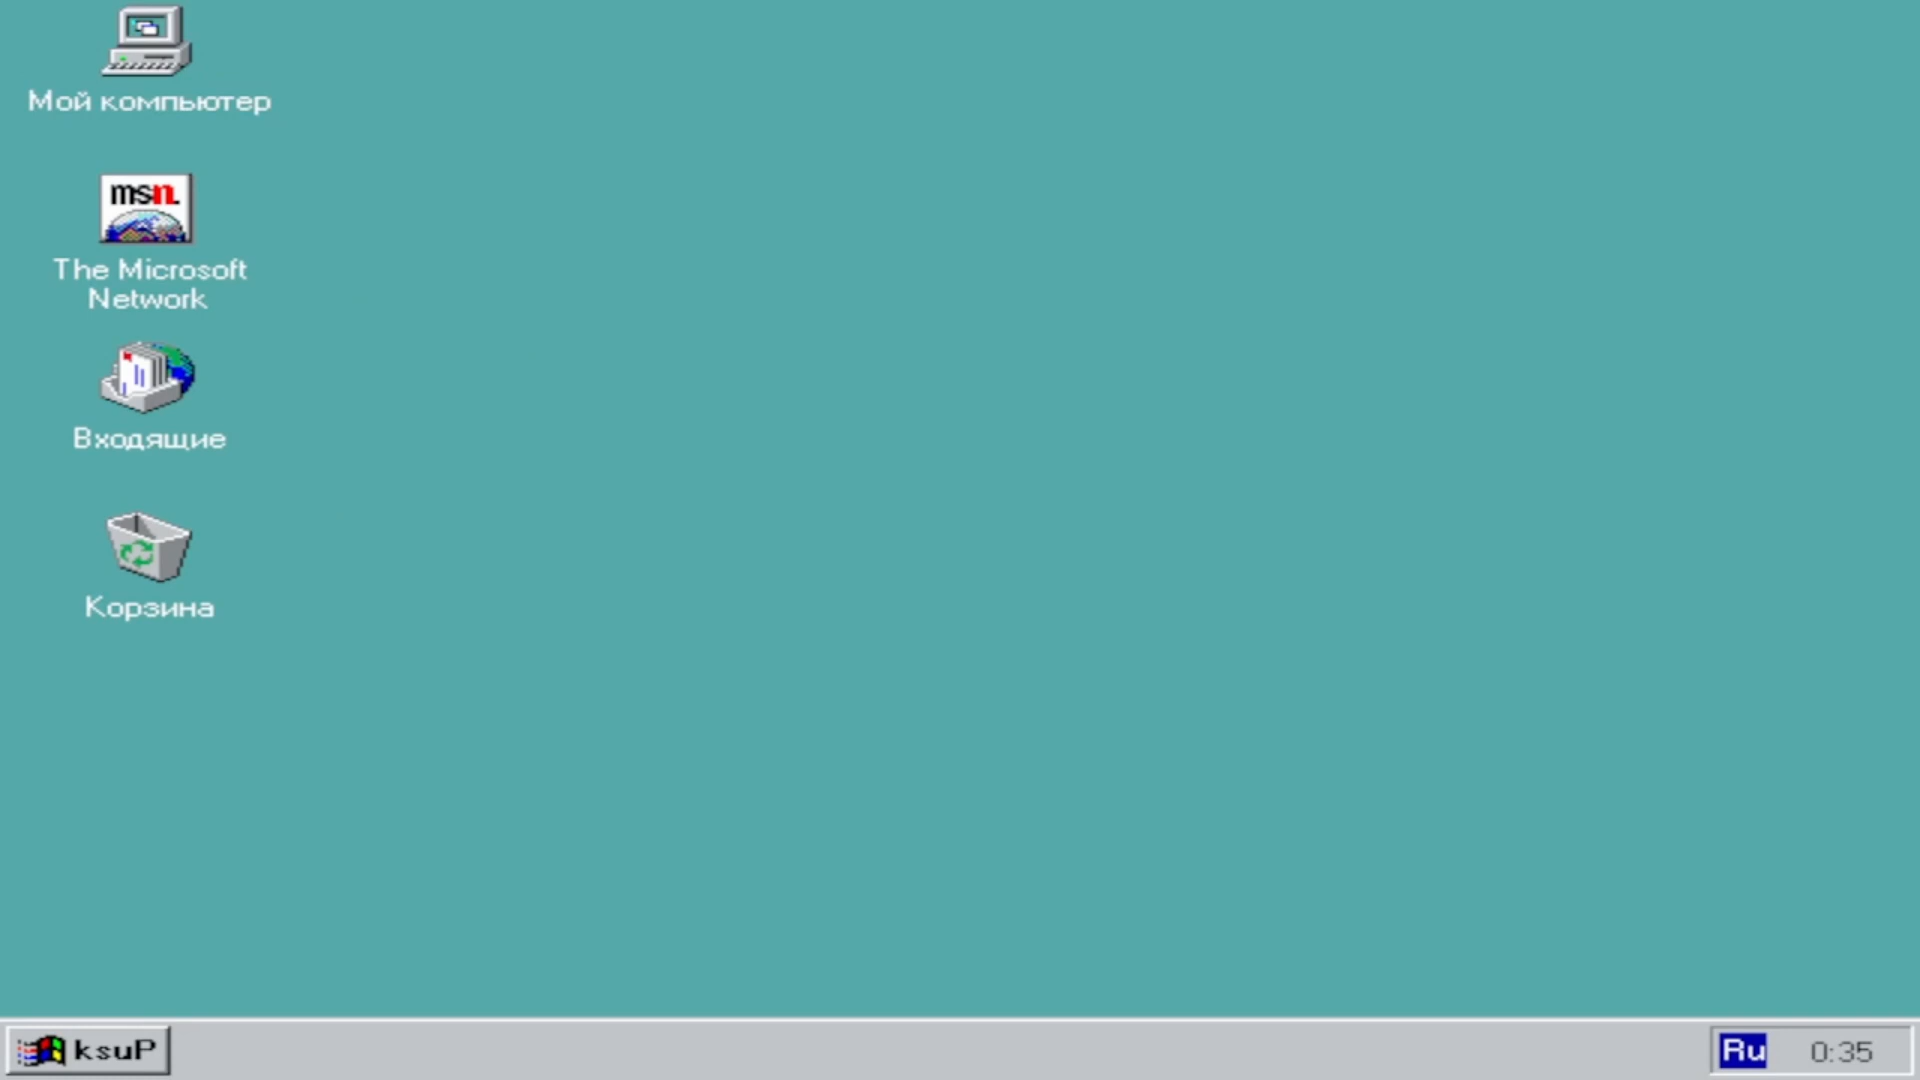 Мой компьютер
msn.
The Microsoft
Network
Входящие
Корзина
ksuP
Ru
0:35